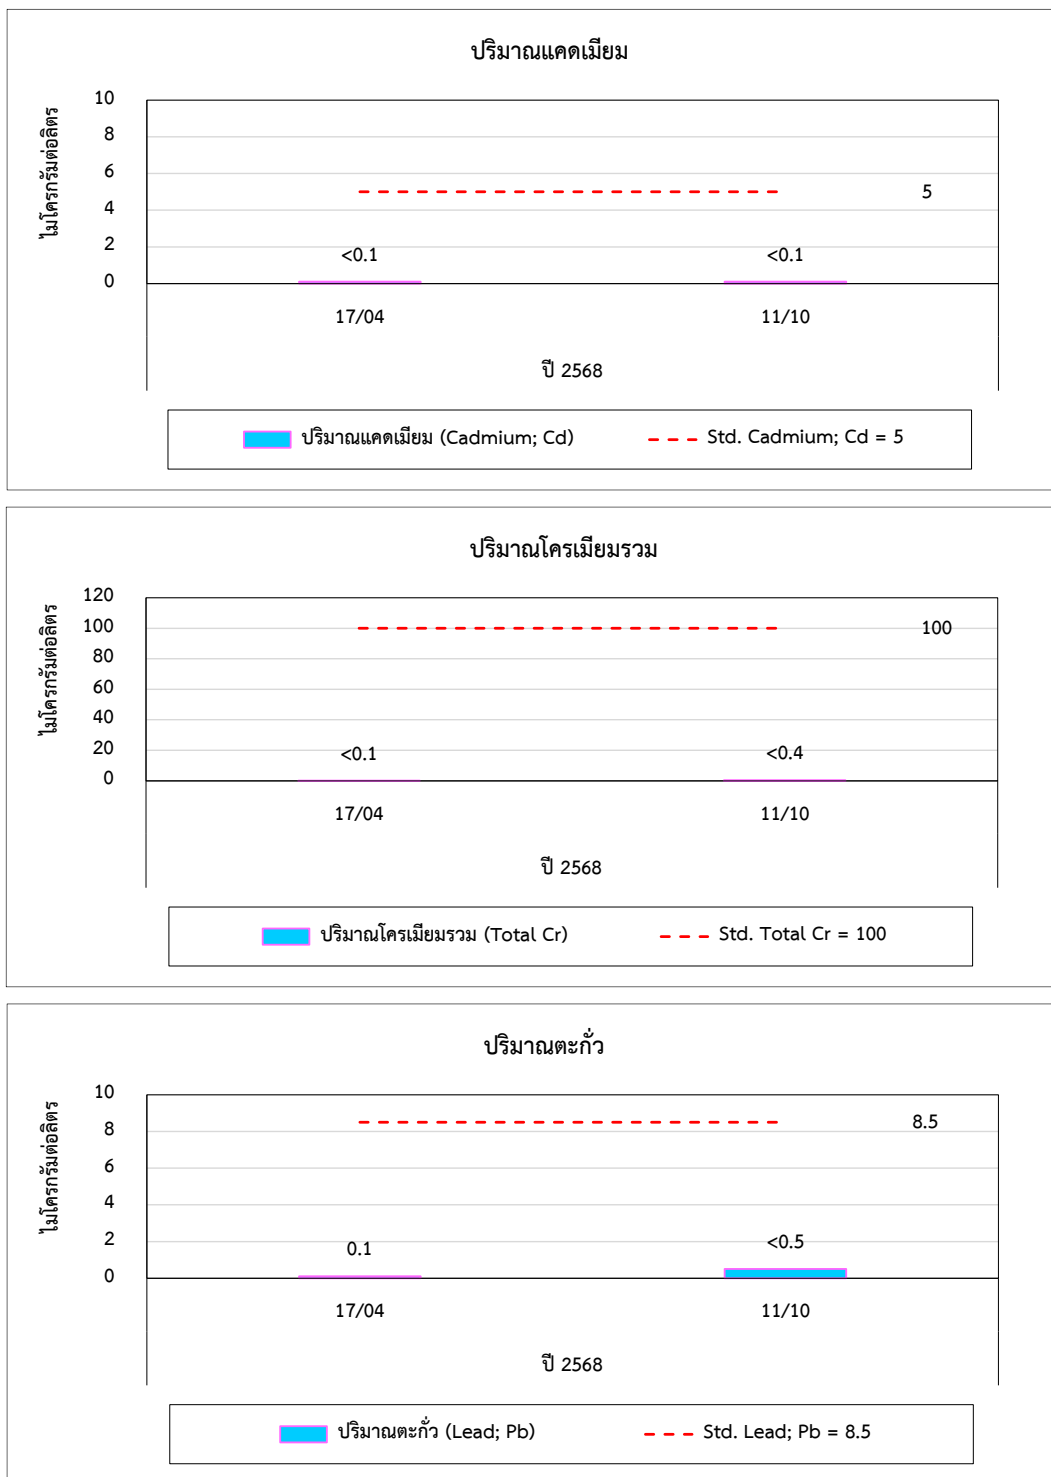 ปริมาณแคดเมียม
ไมโครกรัมต่อลิตร
10
8
6
4
2
0
5
<0.1 <0.1
17/04 11/10
ปี 2568
ปริมาณแคดเมียม (Cadmium; Cd) Std. Cadmium; Cd = 5
ปริมาณโครเมียมรวม
ไมโครกรัมต่อลิตร
120
100
80
60
40
20
0
100
<0.1 <0.4
17/04 11/10
ปี 2568
ปริมาณโครเมียมรวม (Total Cr) Std. Total Cr = 100
ปริมาณตะกั่ว
ไมโครกรัมต่อลิตร
10
8
6
4
2
0
8.5
0.1 <0.5
17/04 11/10
ปี 2568
ปริมาณตะกั่ว (Lead; Pb) Std. Lead; Pb = 8.5